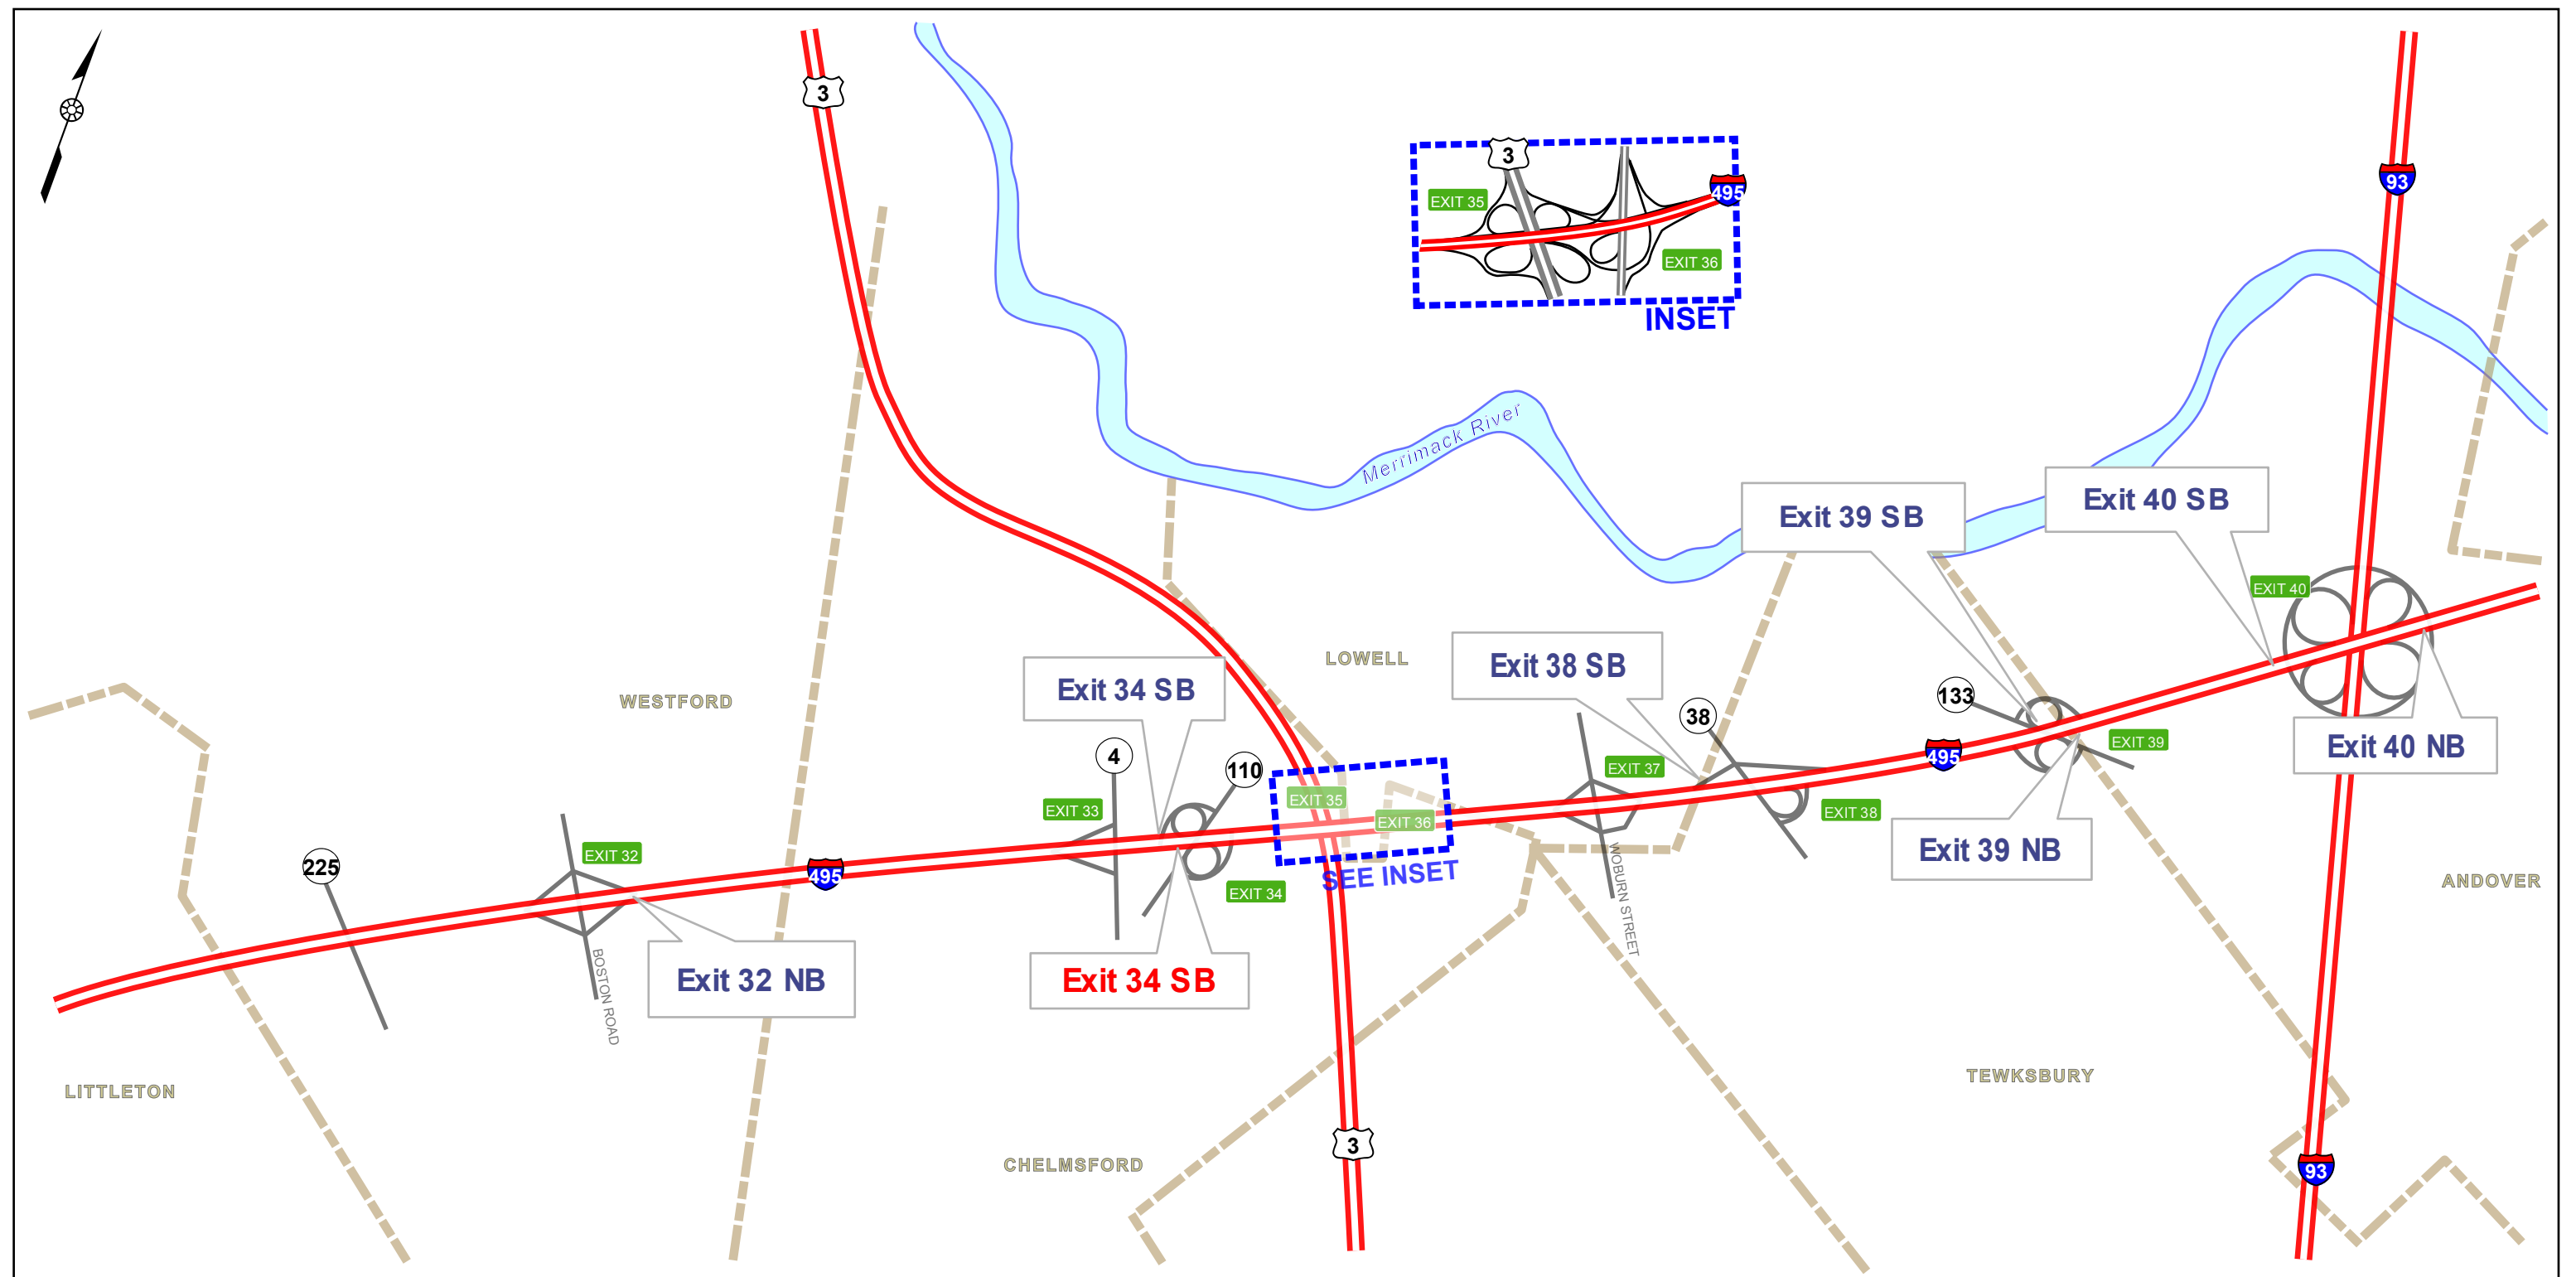 3
93
3
EXIT 35
495
EXIT 36
INSET
Merrimack River
Exit 39 SB
Exit 40 SB
EXIT 40
LOWELL
Exit 38 SB
WESTFORD
Exit 34 SB
133
38
4
110
495
EXIT 39
Exit 40 NB
EXIT 37
EXIT 35
EXIT 33
EXIT 36
EXIT 38
Exit 39 NB
EXIT 32
225
495
SEE INSET
EXIT 34
WOBURN STREET
ANDOVER
BOSTON ROAD
Exit 32 NB
Exit 34 SB
LITTLETON
TEWKSBURY
3
CHELMSFORD
93